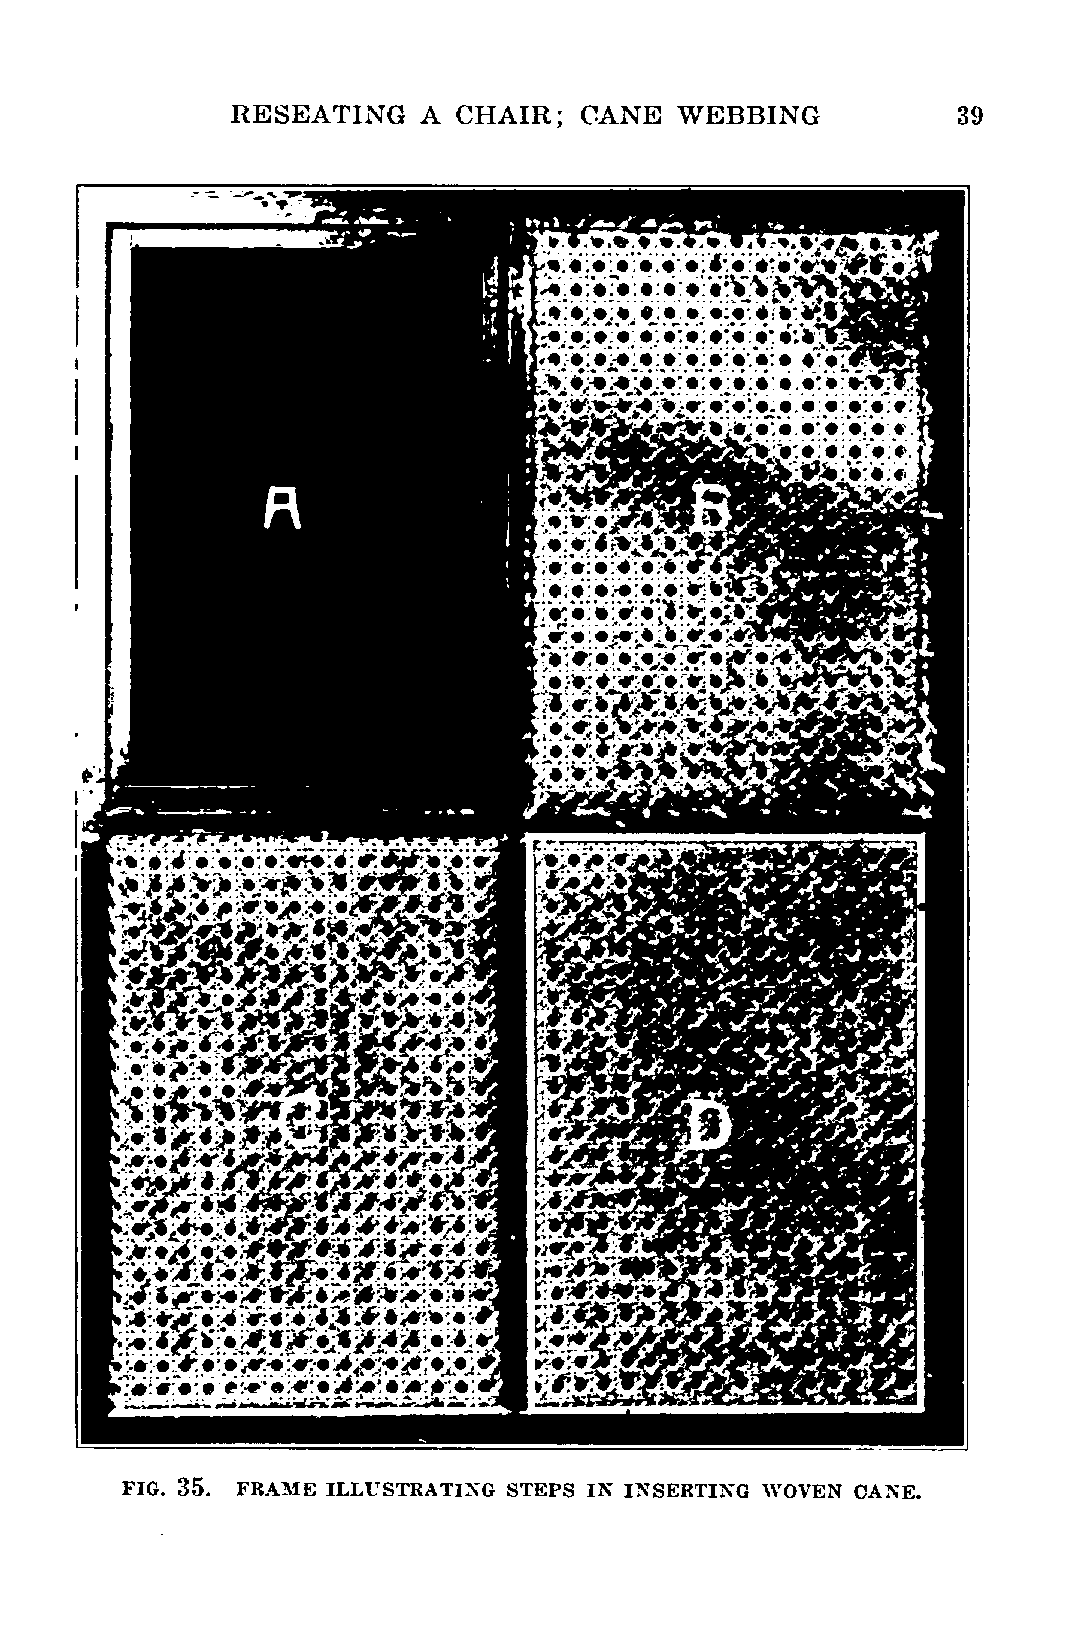 RESEATING A CHAIR; CANE WEBBING 39
A
B
C
D
FIG. 35. FRAME ILLUSTRATING STEPS IN INSERTING WOVEN CANE.